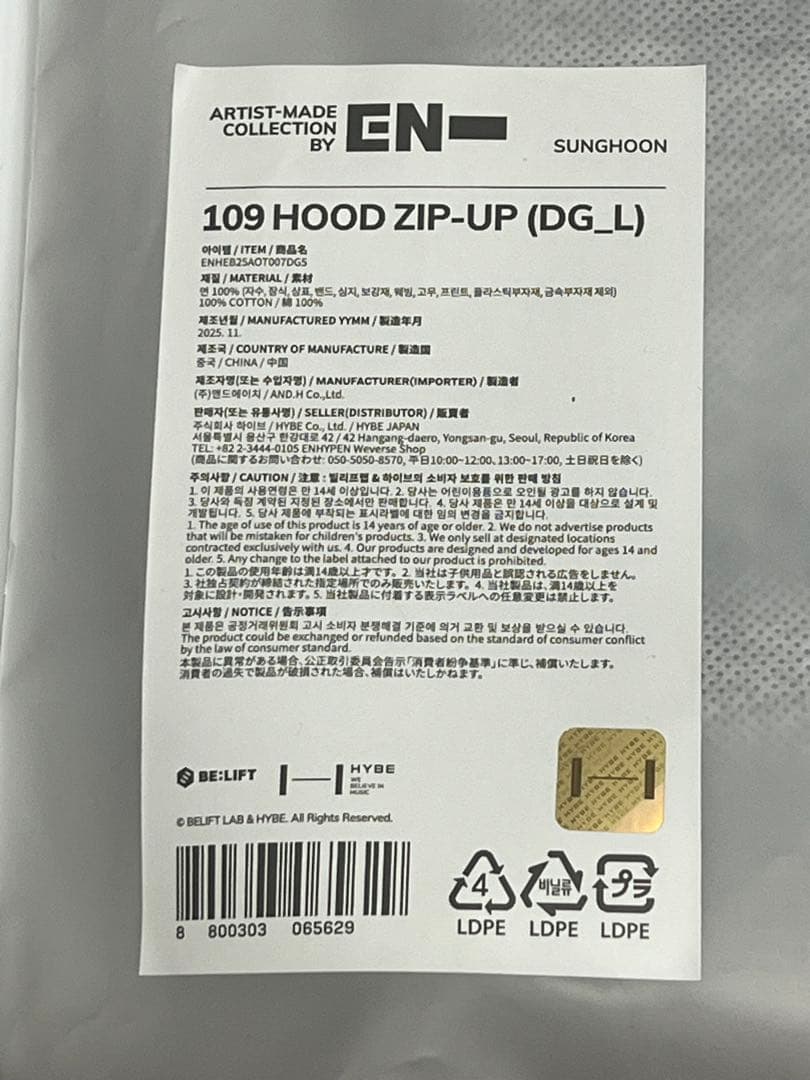 ARTIST-MADE
COLLECTION
BY
EN-
SUNGHOON
109 HOOD ZIP-UP (DG_L)
아이템 / ITEM / 商品名
ENHEB25AOT007DG5
재질 / MATERIAL / 素材
면 100% (자수, 장식, 상표, 밴드, 심지, 보강재, 웨빙, 고무, 프린트, 플라스틱부자재, 금속부자재 제외)
100% COTTON / 綿 100%
제조년월 / MANUFACTURED YYMM / 製造年月
2025. 11.
제조국 / COUNTRY OF MANUFACTURE / 製造国
중국 / CHINA / 中国
제조자명(또는 수입자명) / MANUFACTURER(IMPORTER) / 製造者
(주)앤드에이치 / AND.H Co.,Ltd.
판매자(또는 유통사명) / SELLER(DISTRIBUTOR) / 販賣者
주식회사 하이브 / HYBE Co., Ltd. / HYBE JAPAN
서울특별시 용산구 한강대로 42 / 42 Hangang-daero, Yongsan-gu, Seoul, Republic of Korea
TEL: +82 2-3444-0105 ENHYPEN Weverse Shop
(商品に関するお問い合わせ: 050-5050-8570, 平日10:00~12:00、13:00~17:00, 土日祝日を除く)
주의사항 / CAUTION / 注意 : 빌리프랩 & 하이브의 소비자 보호를 위한 판매 방침
1. 이 제품의 사용연령은 만 14세 이상입니다. 2. 당사는 어린이용품으로 오인될 광고를 하지 않습니다.
3. 당사와 독점 계약된 지정된 장소에서만 판매합니다. 4. 당사 제품은 만 14세 이상을 대상으로 설계 및
개발됩니다. 5. 당사 제품에 부착되는 표시라벨에 대한 임의 변경을 금지합니다.
1. The age of use of this product is 14 years of age or older. 2. We do not advertise products
that will be mistaken for children's products. 3. We only sell at designated locations
contracted exclusively with us. 4. Our products are designed and developed for ages 14 and
older. 5. Any change to the label attached to our product is prohibited.
1. この製品の使用年齢は満14歳以上才です。2. 当社は子供用品と誤認される広告をしません。
3. 社独占契約が締結された指定場所でのみ販売いたします。4. 当社製品は、満14歳以上を
対象に設計·開発されます。5. 当社製品に付着する表示ラベルへの任意変更は禁止します。
고시사항 / NOTICE / 告示事項
본 제품은 공정거래위원회 고시 소비자 분쟁해결 기준에 의거 교환 및 보상을 받으실 수 있습니다.
The product could be exchanged or refunded based on the standard of consumer conflict
by the law of consumer standard.
本製品に異常がある場合、公正取引委員会告示「消費者紛争基準」に準じ、補償いたします。
消費者の過失で製品が破損された場合、補償はいたしかねます。
BE:LIFT
HYBE
WE
BELIEVE IN
MUSIC
© BELIFT LAB & HYBE. All Rights Reserved.
8 800303 065629
4
비닐류
プラ
LDPE LDPE LDPE